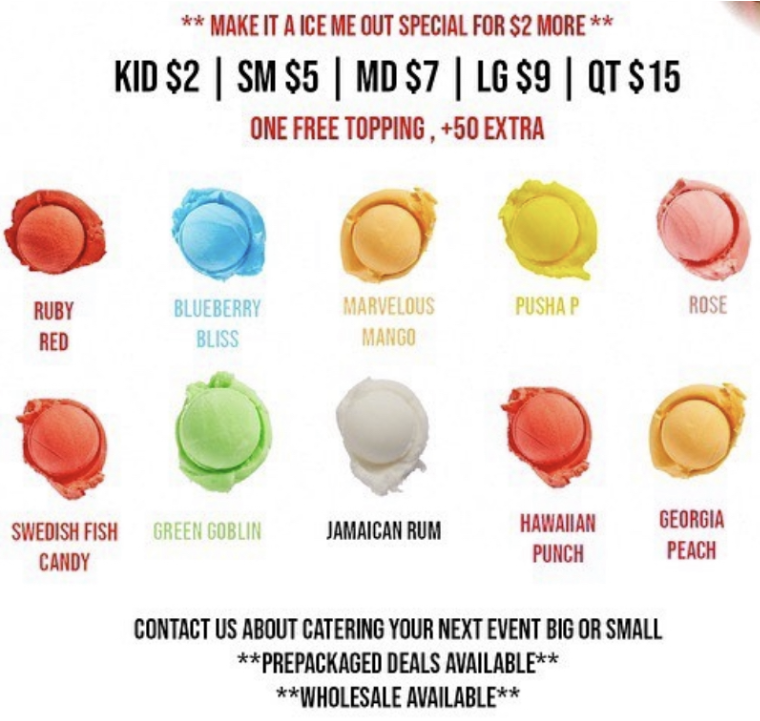 ** MAKE IT A ICE ME OUT SPECIAL FOR $2 MORE **
KID $2 | SM $5 | MD $7 | LG $9 | QT $15
ONE FREE TOPPING , +50 EXTRA
RUBY
RED
BLUEBERRY
BLISS
MARVELOUS
MANGO
PUSHA P
ROSE
SWEDISH FISH
CANDY
GREEN GOBLIN
JAMAICAN RUM
HAWAIIAN
PUNCH
GEORGIA
PEACH
CONTACT US ABOUT CATERING YOUR NEXT EVENT BIG OR SMALL
**PREPACKAGED DEALS AVAILABLE**
**WHOLESALE AVAILABLE**